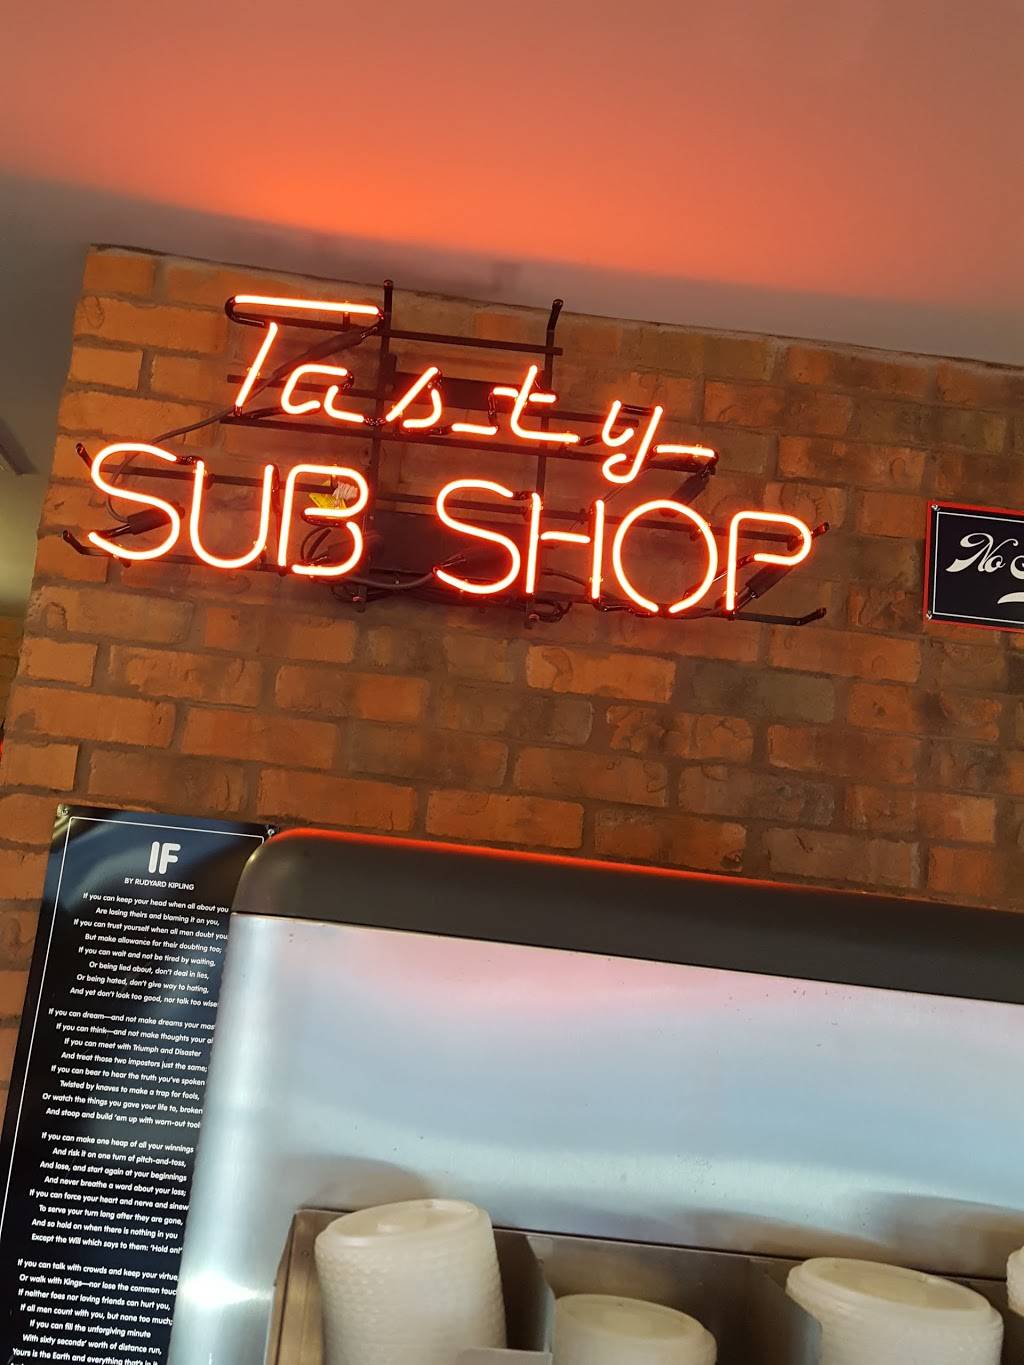 Tasty
SUB SHOP
No
IF
BY RUDYARD KIPLING
If you can keep your head when all about you
Are losing theirs and blaming it on you,
If you can trust yourself when all men doubt you
But make allowance for their doubting too;
If you can wait and not be tired by waiting,
Or being lied about, don't deal in lies,
Or being hated, don't give way to hating,
And yet don't look too good, nor talk too wise
If you can dream—and not make dreams your
If you can think—and not make thoughts your
If you can meet with Triumph and Disaster
And treat those two impostors just the same;
If you can bear to hear the truth you've spoken
Twisted by knaves to make a trap for fools,
Or watch the things you gave your life to, broken
And stoop and build 'em up with worn-out
If you can make one heap of all your winnings
And risk it on one turn of pitch-and-toss,
And lose, and start again at your beginnings
And never breathe a word about your loss;
If you can force your heart and nerve and sinew
To serve your turn long after they are gone,
And so hold on when there is nothing in you
Except the Will which says to them: 'Hold on!'
If you can talk with crowds and keep your virtue,
Or walk with Kings—nor lose the common
If neither foes nor loving friends can hurt you,
If all men count with you, but none too much;
If you can fill the unforgiving minute
With sixty seconds' worth of distance run,
Yours is the Earth and everything that's in